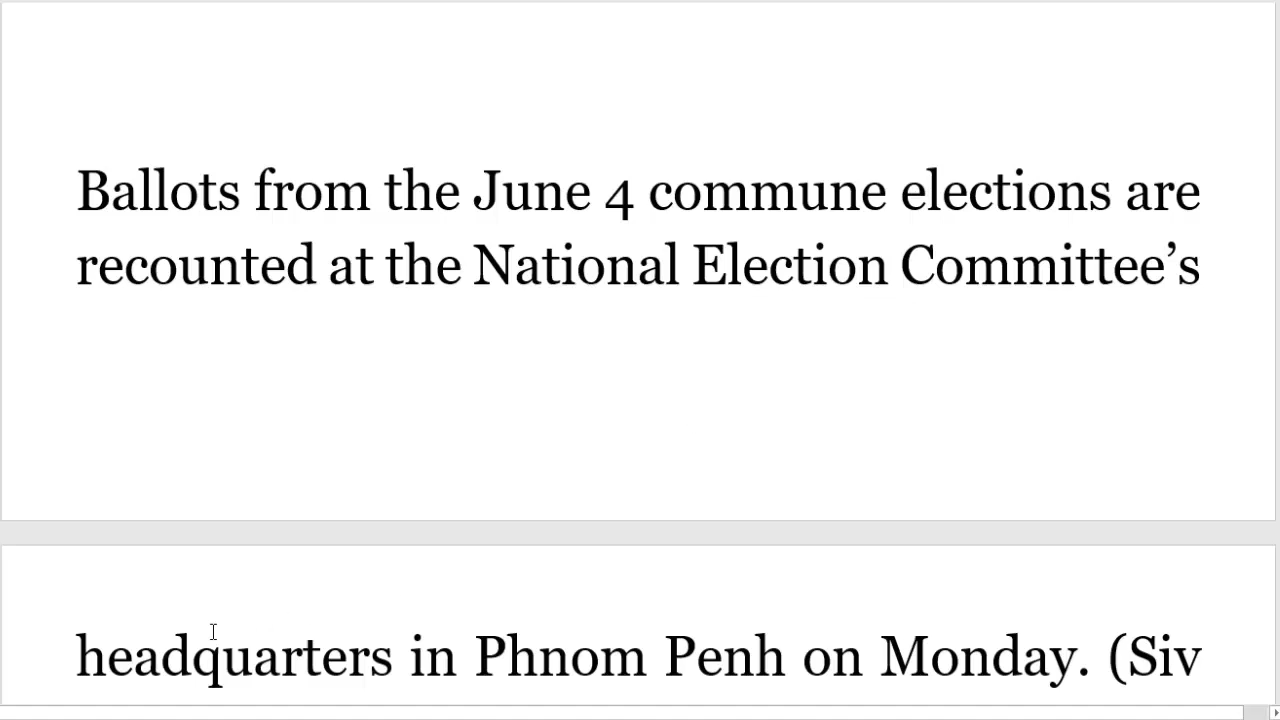 Ballots from the June 4 commune elections are
recounted at the National Election Committee’s
headquarters in Phnom Penh on Monday. (Siv